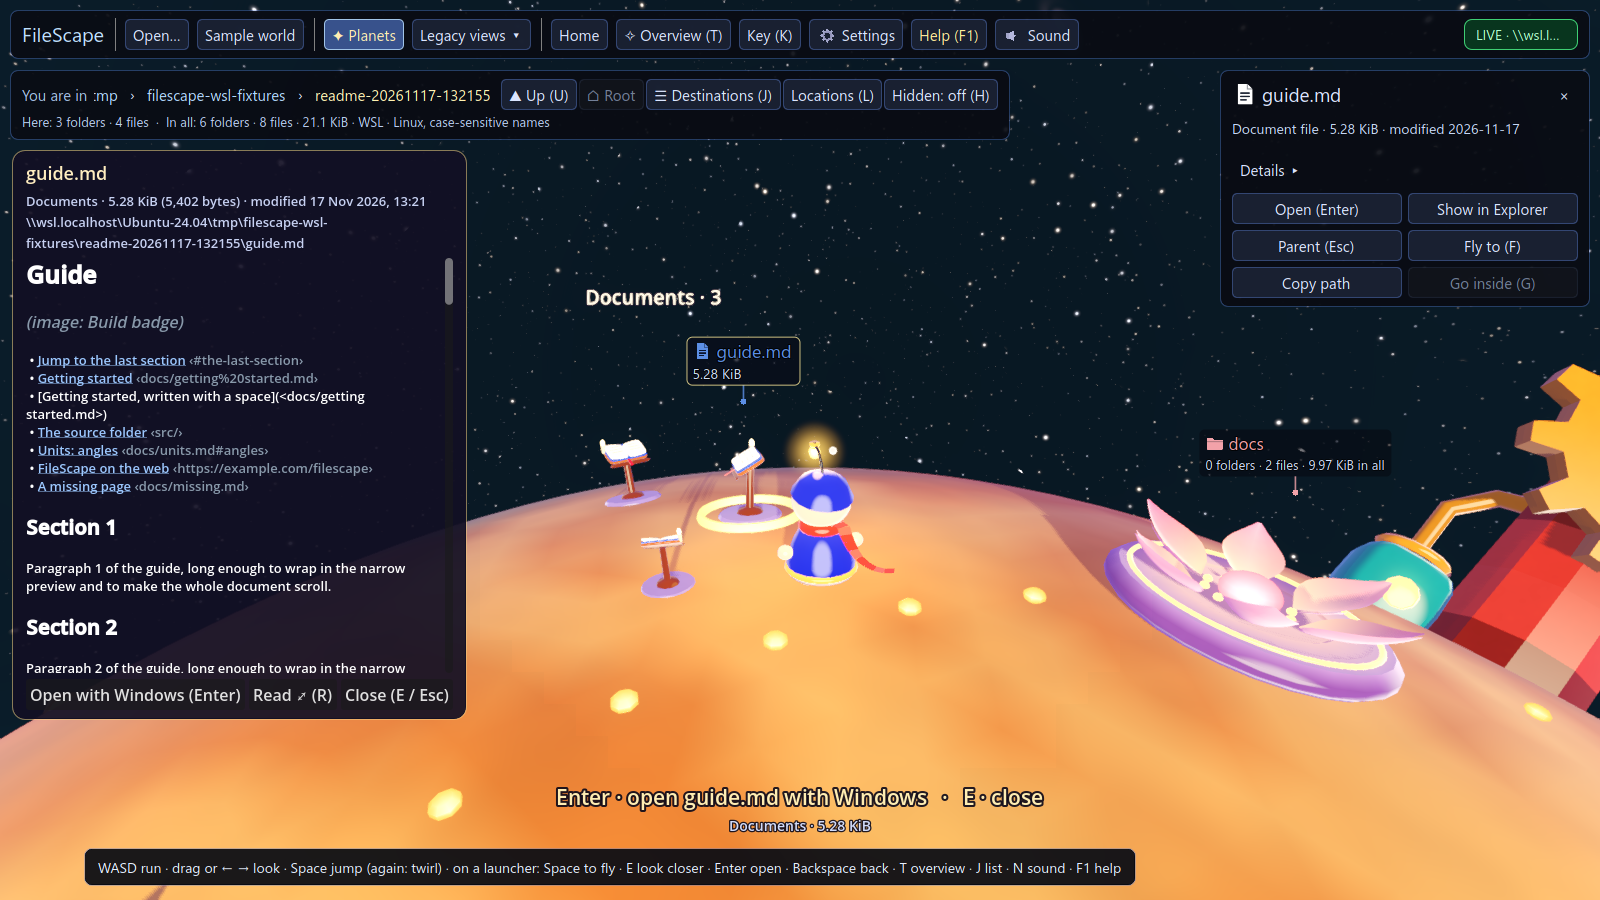 FileScape
Open...
Sample world
✦ Planets
Legacy views ▾
Home
✧ Overview (T)
Key (K)
Settings
Help (F1)
Sound
LIVE · \\wsl.l...
You are in :mp › filescape-wsl-fixtures › readme-20261117-132155
▲ Up (U)
Root
☰ Destinations (J)
Locations (L)
Hidden: off (H)
Here: 3 folders · 4 files · In all: 6 folders · 8 files · 21.1 KiB · WSL · Linux, case-sensitive names
guide.md
×
Document file · 5.28 KiB · modified 2026-11-17
Details ▸
Open (Enter)
Show in Explorer
Parent (Esc)
Fly to (F)
Copy path
Go inside (G)
guide.md
Documents · 5.28 KiB (5,402 bytes) · modified 17 Nov 2026, 13:21
\\wsl.localhost\Ubuntu-24.04\tmp\filescape-wsl-
fixtures\readme-20261117-132155\guide.md
Guide
(image: Build badge)
• Jump to the last section ‹#the-last-section›
• Getting started ‹docs/getting%20started.md›
• [Getting started, written with a space](<docs/getting
started.md>)
• The source folder ‹src/›
• Units: angles ‹docs/units.md#angles›
• FileScape on the web ‹https://example.com/filescape›
• A missing page ‹docs/missing.md›
Section 1
Paragraph 1 of the guide, long enough to wrap in the narrow
preview and to make the whole document scroll.
Section 2
Paragraph 2 of the guide, long enough to wrap in the narrow
Open with Windows (Enter)
Read ⤢ (R)
Close (E / Esc)
Documents · 3
guide.md
5.28 KiB
docs
0 folders · 2 files · 9.97 KiB in all
Enter · open guide.md with Windows · E · close
Documents · 5.28 KiB
WASD run · drag or ← → look · Space jump (again: twirl) · on a launcher: Space to fly · E look closer · Enter open · Backspace back · T overview · J list · N sound · F1 help